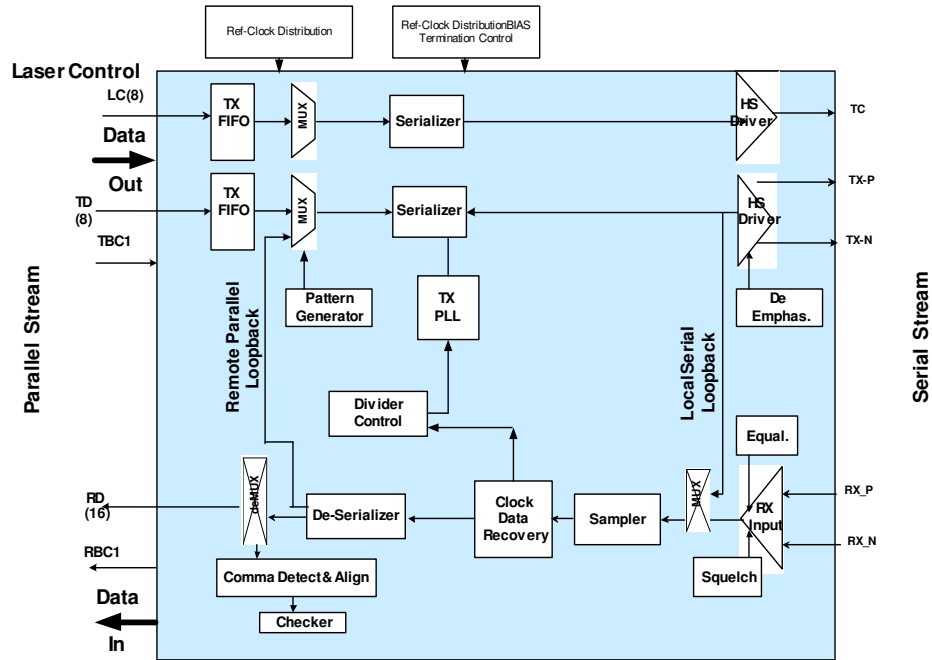 Ref-Clock Distribution
Ref-Clock DistributionBIAS
Termination Control
Laser Control
LC(8)
TX
FIFO
MUX
Serializer
HS
Driver
TC
Data
Out
TX-P
TD
(8)
TX
FIFO
MUX
Serializer
HS
Driver
TX-N
TBC1
Pattern
Generator
TX
PLL
De
Emphas.
Parallel Stream
Remote Parallel
Loopback
LocalSerial
Loopback
Serial Stream
Divider
Control
Equal.
RD
(16)
deMUX
De-Serializer
Clock
Data
Recovery
Sampler
MUX
RX
Input
RX_P
RX_N
RBC1
Comma Detect & Align
Squelch
Data
In
Checker